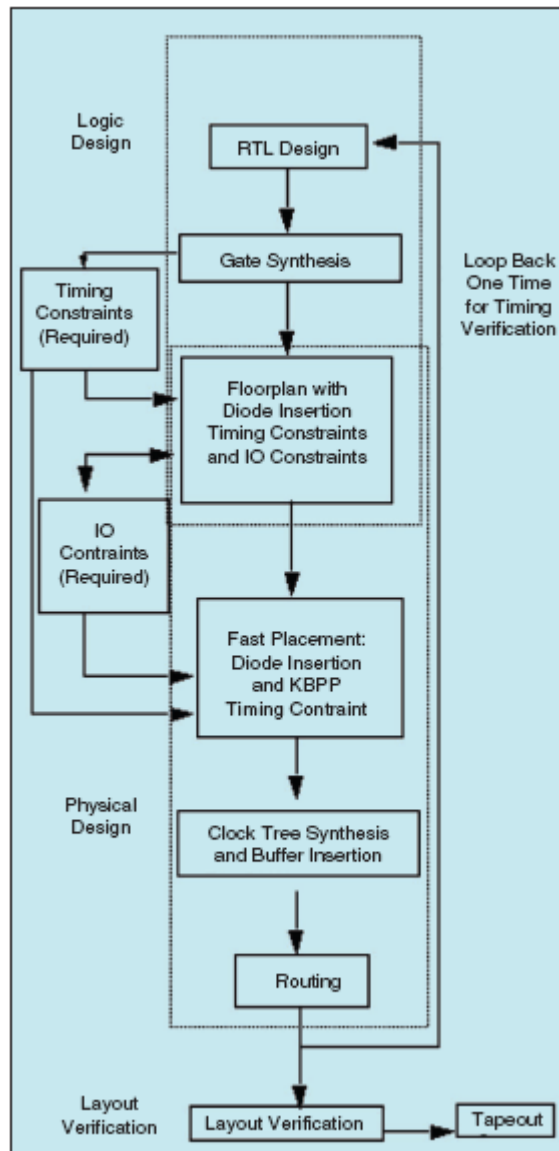 Logic
Design
RTL Design
Gate Synthesis
Loop Back
One Time
for Timing
Verification
Timing
Constraints
(Required)
Floorplan with
Diode Insertion
Timing Constraints
and IO Constraints
IO
Contraints
(Required)
Fast Placement:
Diode Insertion
and KBPP
Timing Contraint
Physical
Design
Clock Tree Synthesis
and Buffer Insertion
Routing
Layout
Verification
Layout Verification
Tapeout